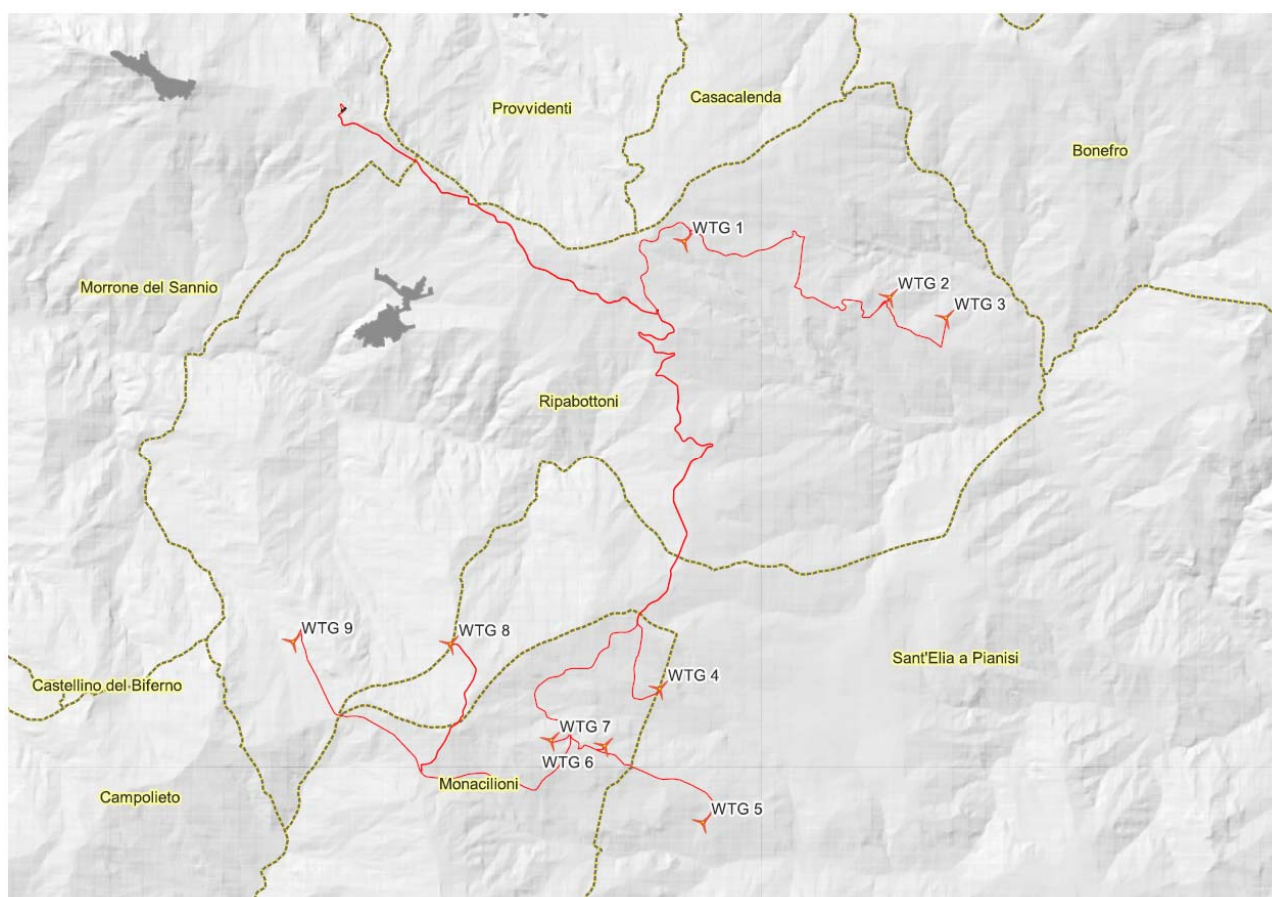 Casacalenda
Provvidenti
Bonefro
WTG 1
Morrone del Sannio
WTG 2
WTG 3
Ripabottoni
WTG 9
WTG 8
Sant'Elia a Pianisi
Castellino del Biferno
WTG 4
WTG 7
WTG 6
Monacilioni
Campolieto
WTG 5